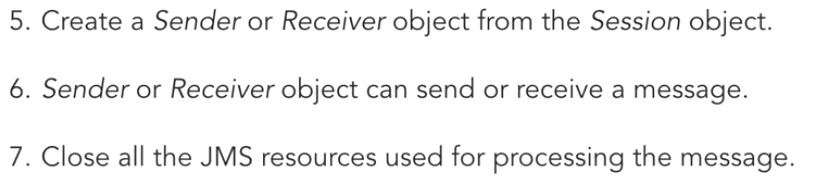 5. Create a Sender or Receiver object from the Session object.
6. Sender or Receiver object can send or receive a message.
7. Close all the JMS resources used for processing the message.